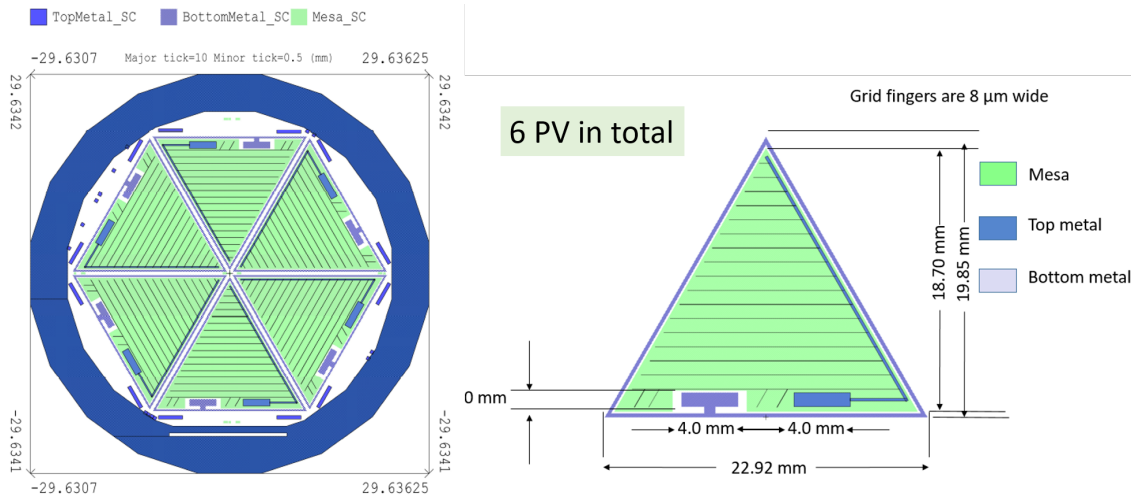 TopMetal_SC BottomMetal_SC Mesa_SC
-29.6307 Major tick=10 Minor tick=0.5 (mm) 29.63625
29.6342 29.6342
-29.6341 -29.6341
-29.6307 29.63625
Grid fingers are 8 µm wide
6 PV in total
Mesa
Top metal
Bottom metal
18.70 mm
19.85 mm
0 mm
4.0 mm 4.0 mm
22.92 mm